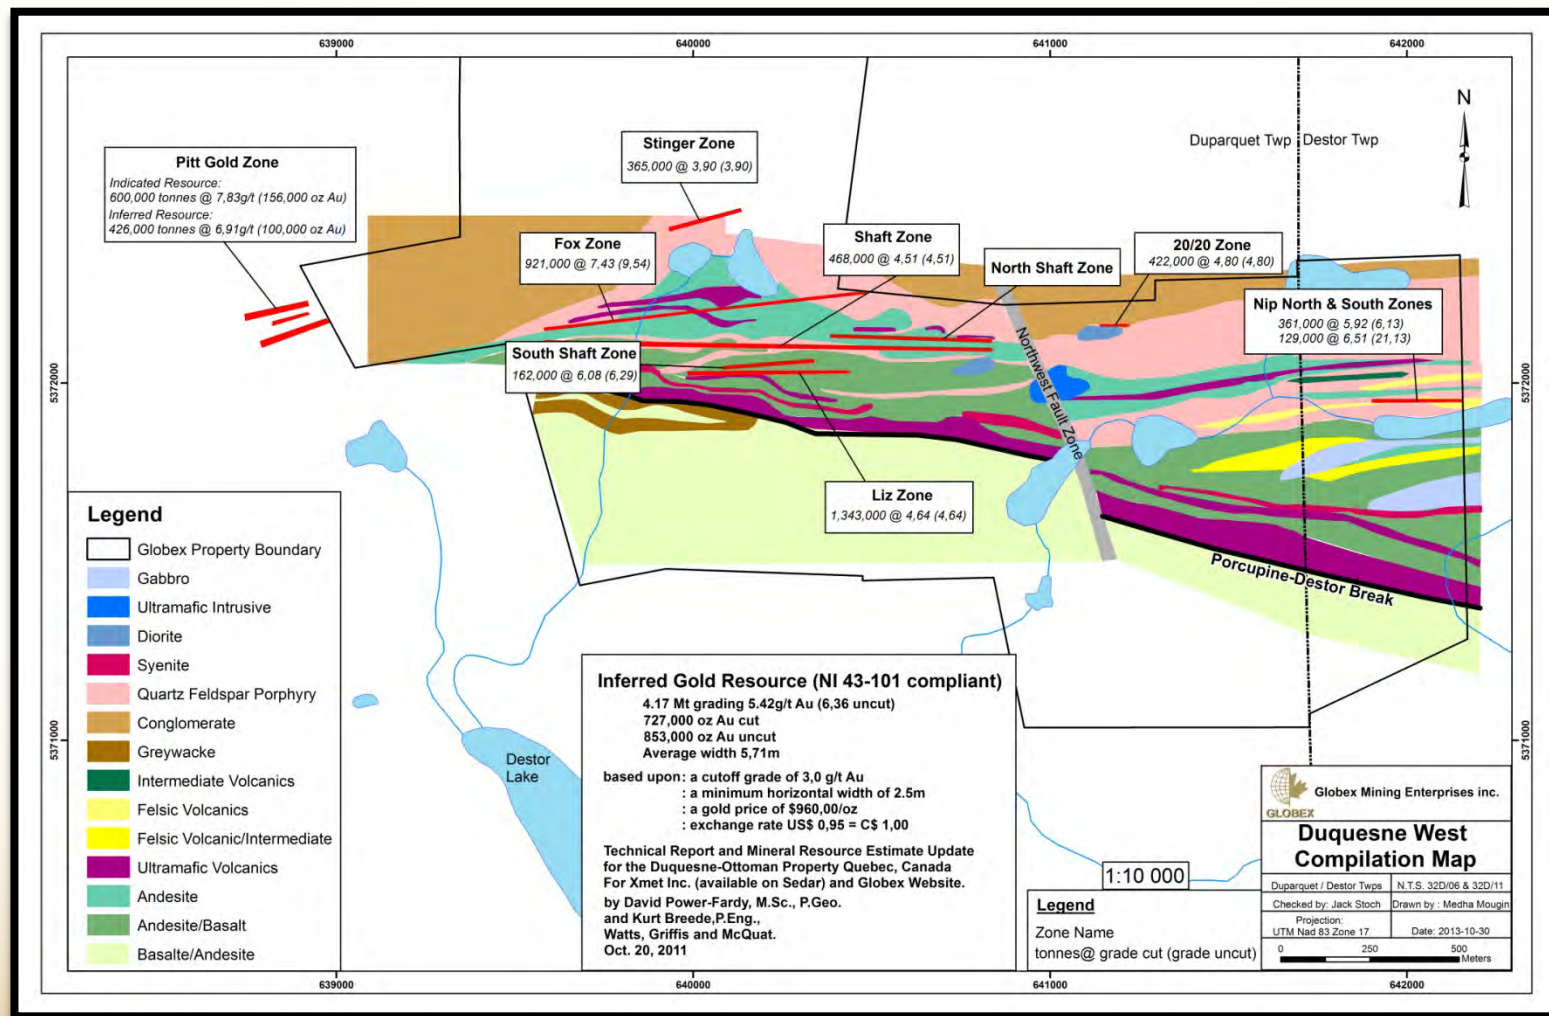 639000
640000
641000
642000
N
Duparquet Twp
Destor Twp
Pitt Gold Zone
Indicated Resource:
600,000 tonnes @ 7,83g/t (156,000 oz Au)
Inferred Resource:
426,000 tonnes @ 6,91g/t (100,000 oz Au)
Stinger Zone
365,000 @ 3,90 (3,90)
Fox Zone
921,000 @ 7,43 (9,54)
Shaft Zone
468,000 @ 4,51 (4,51)
North Shaft Zone
20/20 Zone
422,000 @ 4,80 (4,80)
Nip North & South Zones
361,000 @ 5,92 (6,13)
129,000 @ 6,51 (21,13)
South Shaft Zone
162,000 @ 6,08 (6,29)
Northwest Fault Zone
5372000
5372000
Liz Zone
1,343,000 @ 4,64 (4,64)
Porcupine-Destor Break
Legend
Globex Property Boundary
Gabbro
Ultramafic Intrusive
Diorite
Syenite
Quartz Feldspar Porphyry
Conglomerate
Greywacke
Intermediate Volcanics
Felsic Volcanics
Felsic Volcanic/Intermediate
Ultramafic Volcanics
Andesite
Andesite/Basalt
Basalte/Andesite
5371000
5371000
Destor
Lake
Inferred Gold Resource (NI 43-101 compliant)
4.17 Mt grading 5.42g/t Au (6,36 uncut)
727,000 oz Au cut
853,000 oz Au uncut
Average width 5,71m
based upon: a cutoff grade of 3,0 g/t Au
: a minimum horizontal width of 2.5m
: a gold price of $960,00/oz
: exchange rate US$ 0,95 = C$ 1,00
Technical Report and Mineral Resource Estimate Update
for the Duquesne-Ottoman Property Quebec, Canada
For Xmet Inc. (available on Sedar) and Globex Website.
by David Power-Fardy, M.Sc., P.Geo.
and Kurt Breede,P.Eng.,
Watts, Griffis and McQuat.
Oct. 20, 2011
1:10 000
Legend
Zone Name
tonnes@ grade cut (grade uncut)
GLOBEX
Globex Mining Enterprises inc.
Duquesne West
Compilation Map
Duparquet / Destor Twps
N.T.S. 32D/06 & 32D/11
Checked by: Jack Stoch
Drawn by : Medha Mougin
Projection:
UTM Nad 83 Zone 17
Date: 2013-10-30
0 250 500
Meters
639000
640000
641000
642000